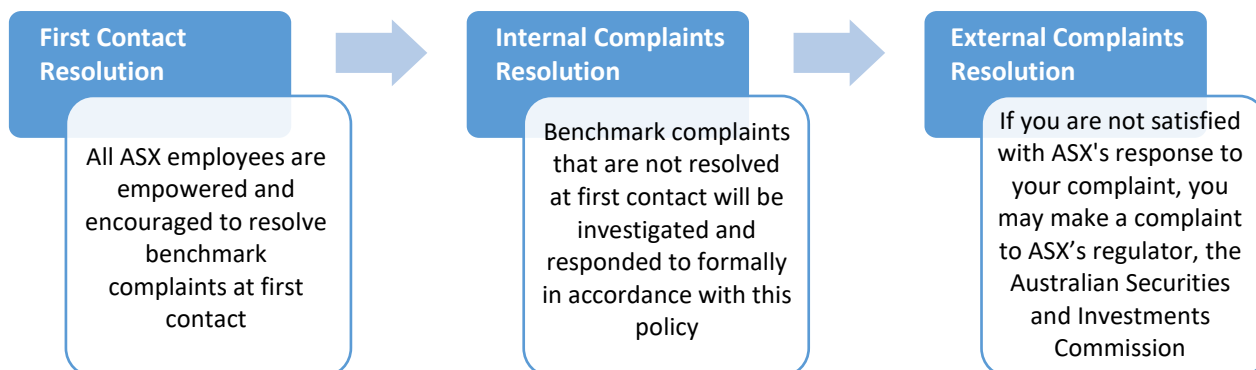 First Contact
Resolution
All ASX employees are
empowered and
encouraged to resolve
benchmark
complaints at first
contact
Internal Complaints
Resolution
Benchmark complaints
that are not resolved
at first contact will be
investigated and
responded to formally
in accordance with this
policy
External Complaints
Resolution
If you are not satisfied
with ASX's response to
your complaint, you
may make a complaint
to ASX’s regulator, the
Australian Securities
and Investments
Commission